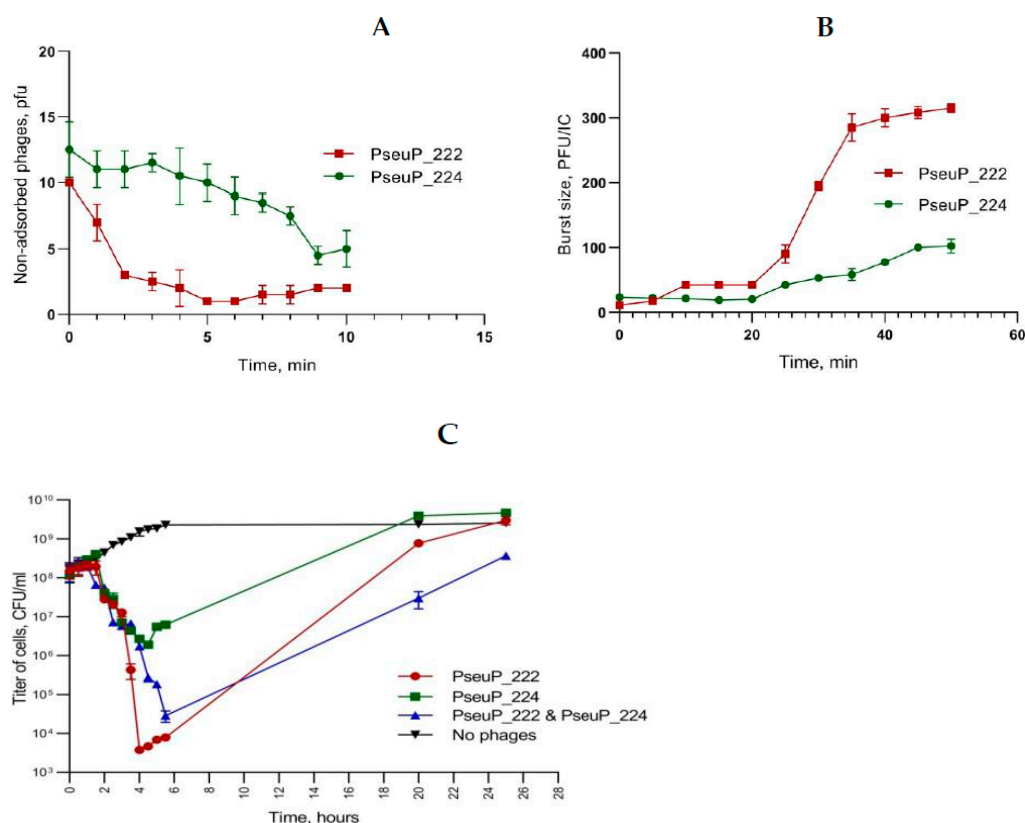 A
Non-adsorbed phages, pfu
20
15
10
5
0
0 5 10 15
Time, min
PseuP_222
PseuP_224
B
Burst size, PFU/IC
400
300
200
100
0
0 20 40 60
Time, min
PseuP_222
PseuP_224
C
Titer of cells, CFU/ml
10¹⁰
10⁹
10⁸
10⁷
10⁶
10⁵
10⁴
10³
0 2 4 6 8 10 12 14 16 18 20 22 24 26 28
Time, hours
PseuP_222
PseuP_224
PseuP_222 & PseuP_224
No phages